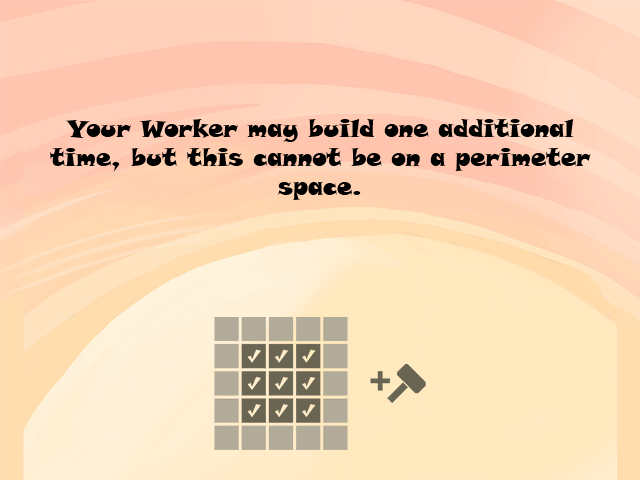 Your Worker may build one additional
time, but this cannot be on a perimeter
space.